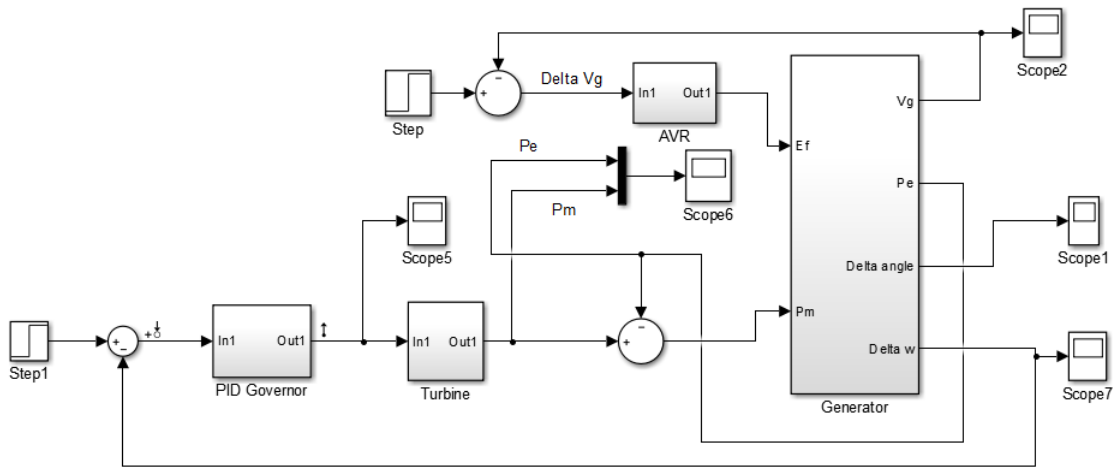 Scope2
Step
+
−
Delta Vg
In1 Out1
AVR
Ef
Vg
Pe
Pe
Pm
Scope6
Scope5
Delta angle
Scope1
Step1
+
−
+
In1 Out1
PID Governor
In1 Out1
Turbine
−
+
Pm
Delta w
Generator
Scope7